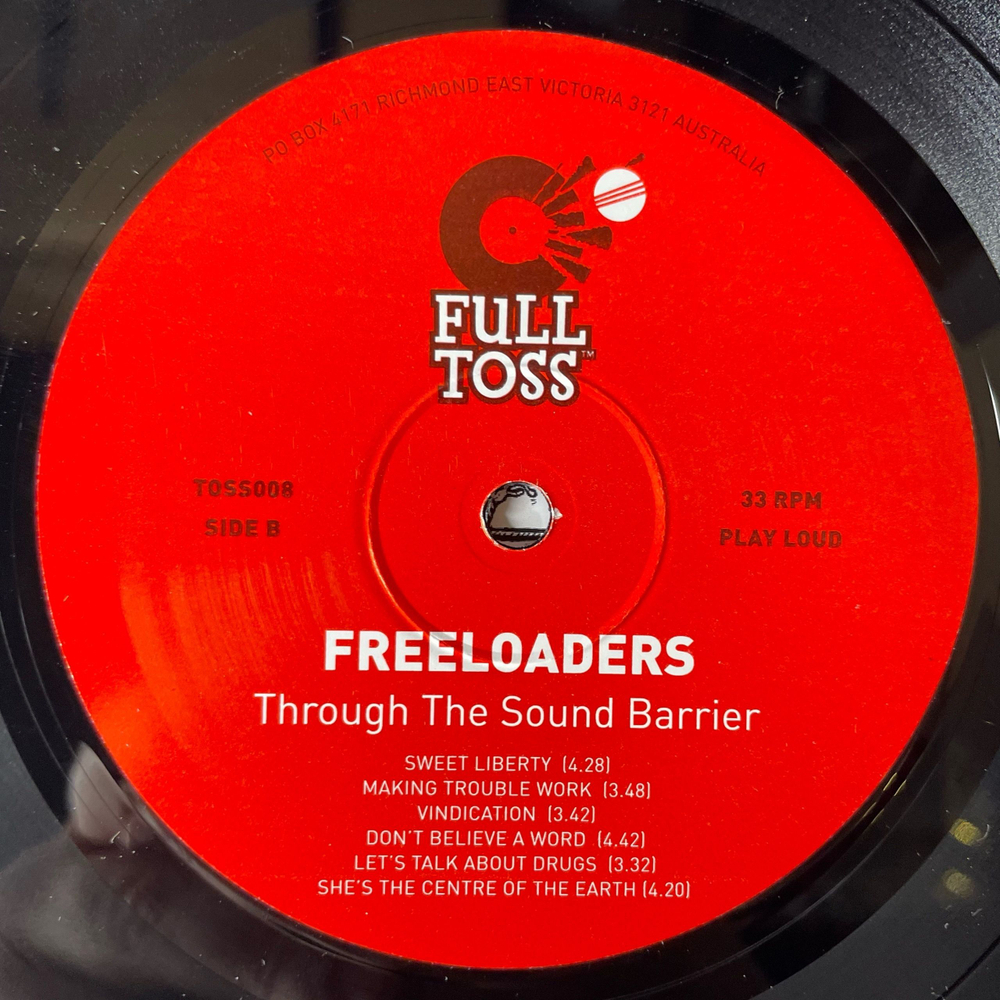 PO BOX 4171 RICHMOND EAST VICTORIA 3121 AUSTRALIA
FULL
TOSS™
TOSS008
SIDE B
33 RPM
PLAY LOUD
FREELOADERS
Through The Sound Barrier
SWEET LIBERTY (4.28)
MAKING TROUBLE WORK (3.48)
VINDICATION (3.42)
DON'T BELIEVE A WORD (4.42)
LET'S TALK ABOUT DRUGS (3.32)
SHE'S THE CENTRE OF THE EARTH (4.20)